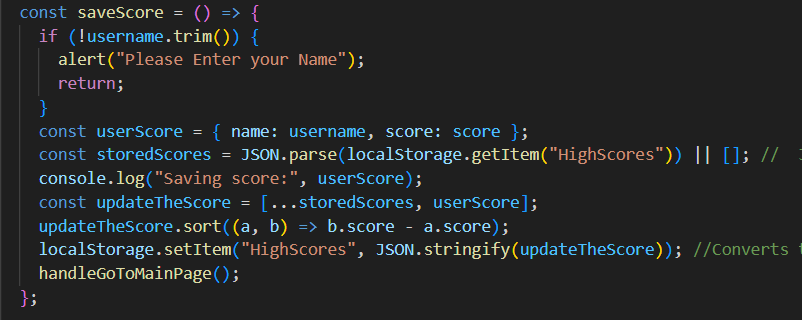 const saveScore = () => {
if (!username.trim()) {
alert("Please Enter your Name");
return;
}
const userScore = { name: username, score: score };
const storedScores = JSON.parse(localStorage.getItem("HighScores")) || []; //
console.log("Saving score:", userScore);
const updateTheScore = [...storedScores, userScore];
updateTheScore.sort((a, b) => b.score - a.score);
localStorage.setItem("HighScores", JSON.stringify(updateTheScore)); //Converts
handleGoToMainPage();
};